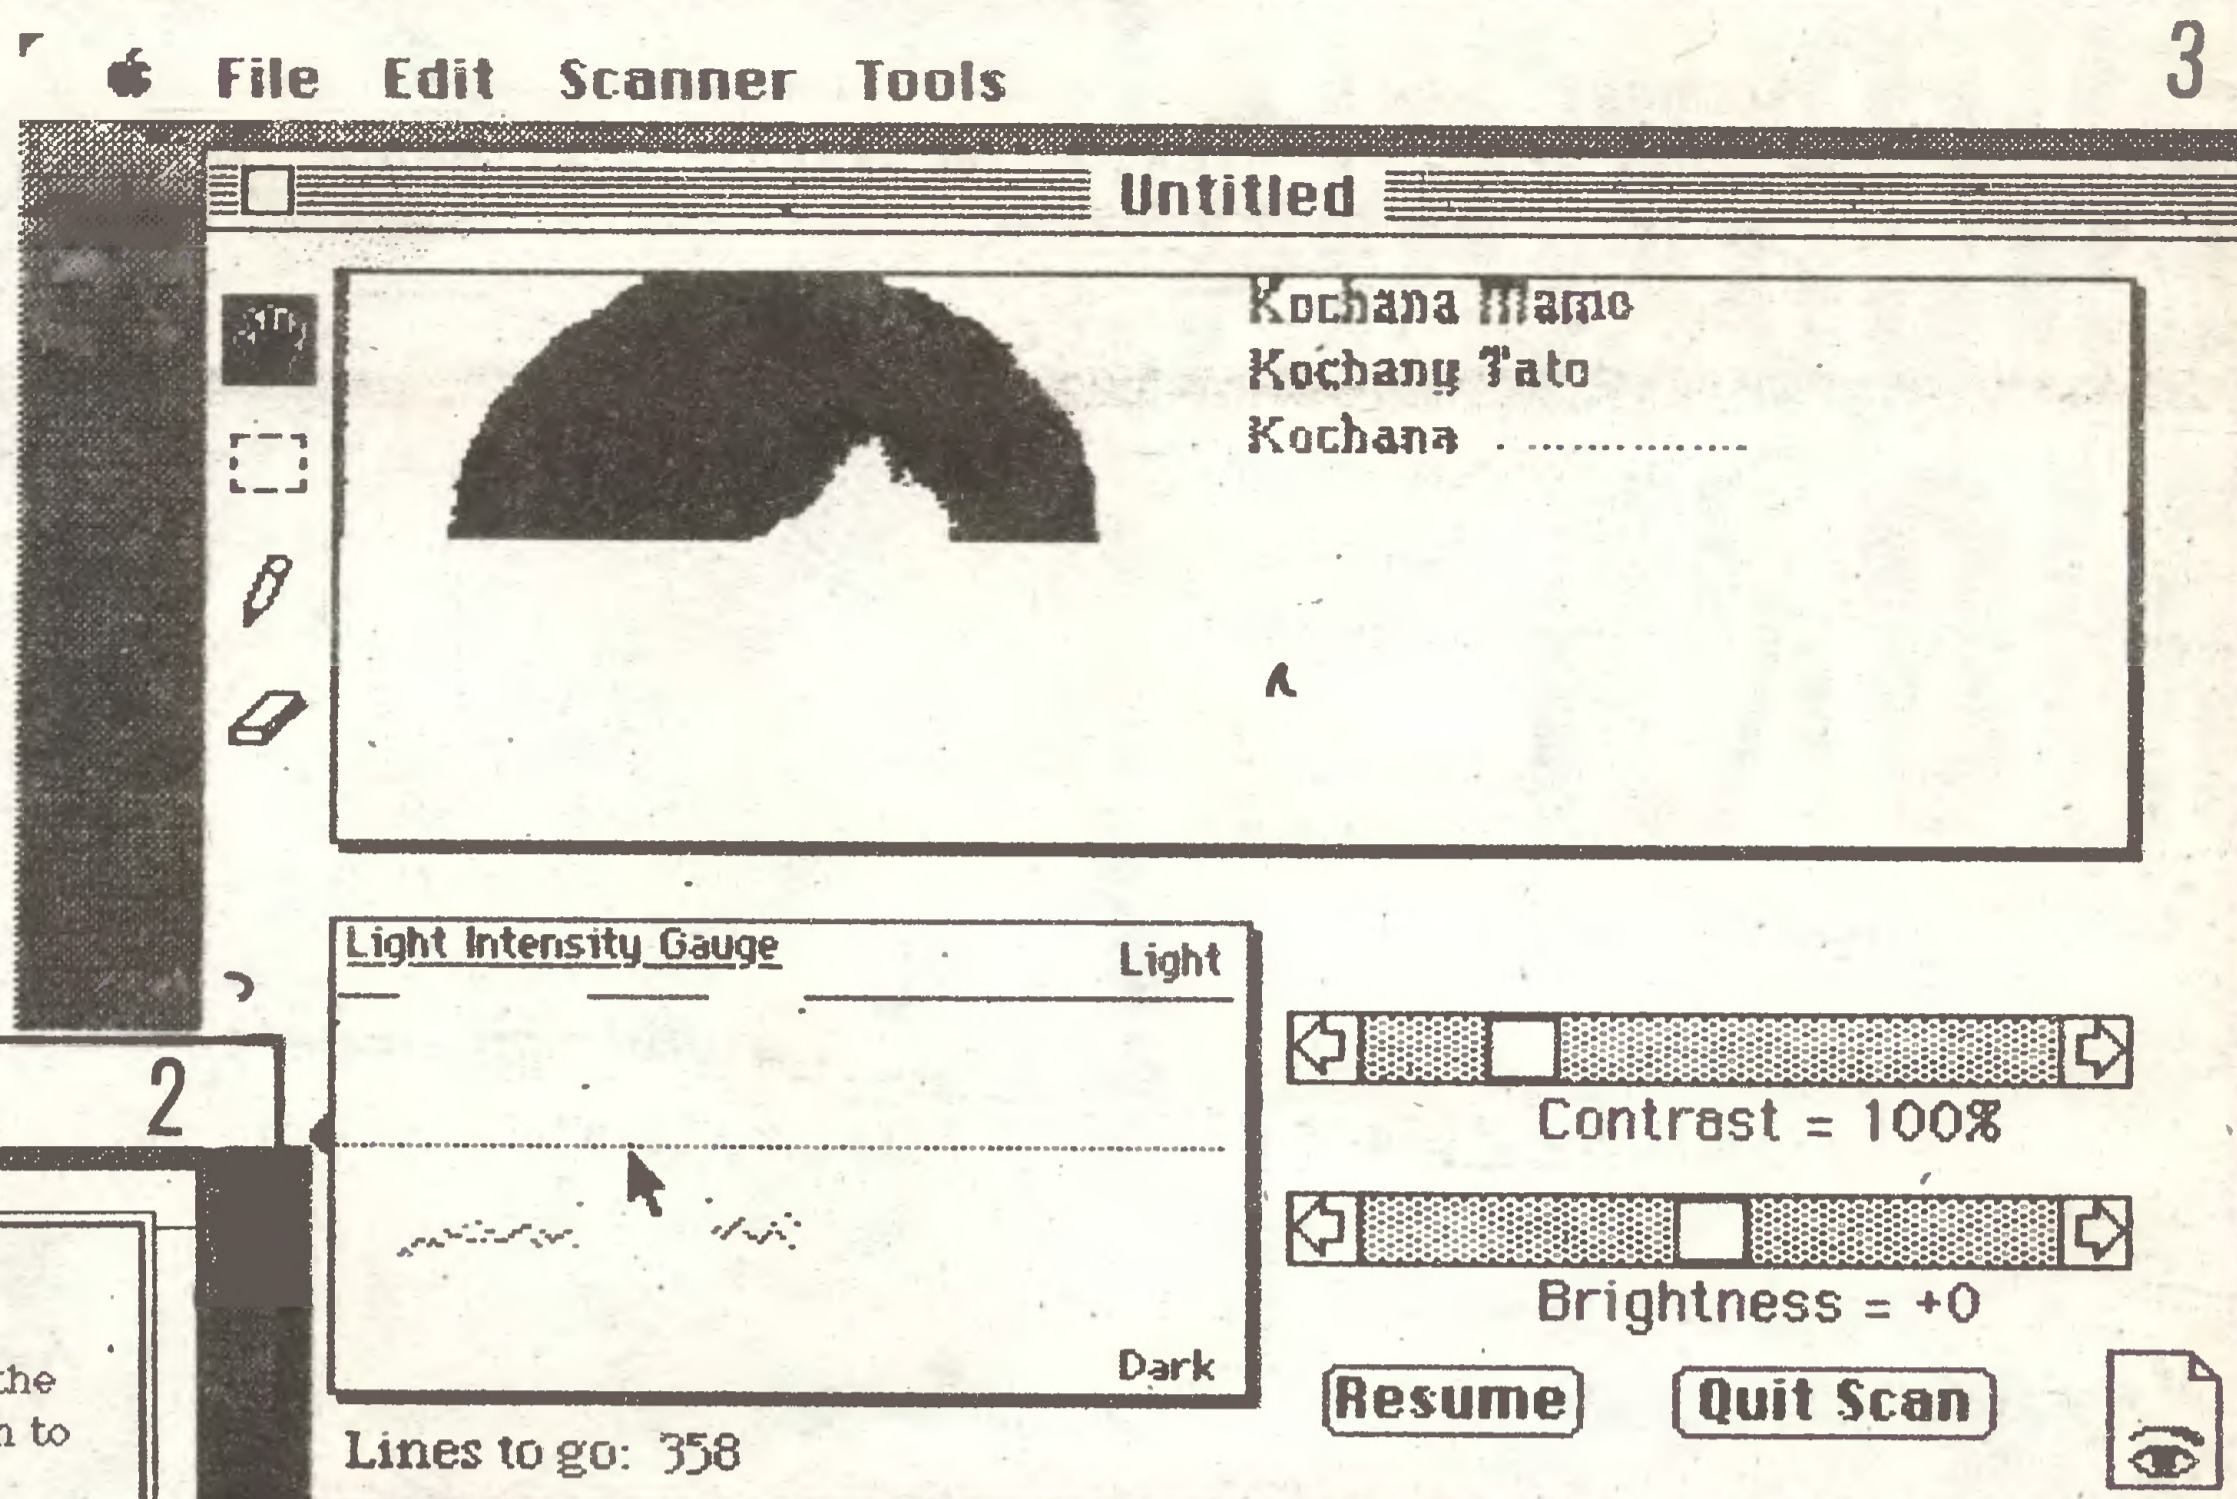 3
File Edit Scanner Tools
Untitled
Kochana Mamo
Kochany Tato
Kochana ................
Light Intensity Gauge
Light
Dark
Lines to go: 358
Contrast = 100%
Brightness = +0
Resume
Quit Scan
2
the
to